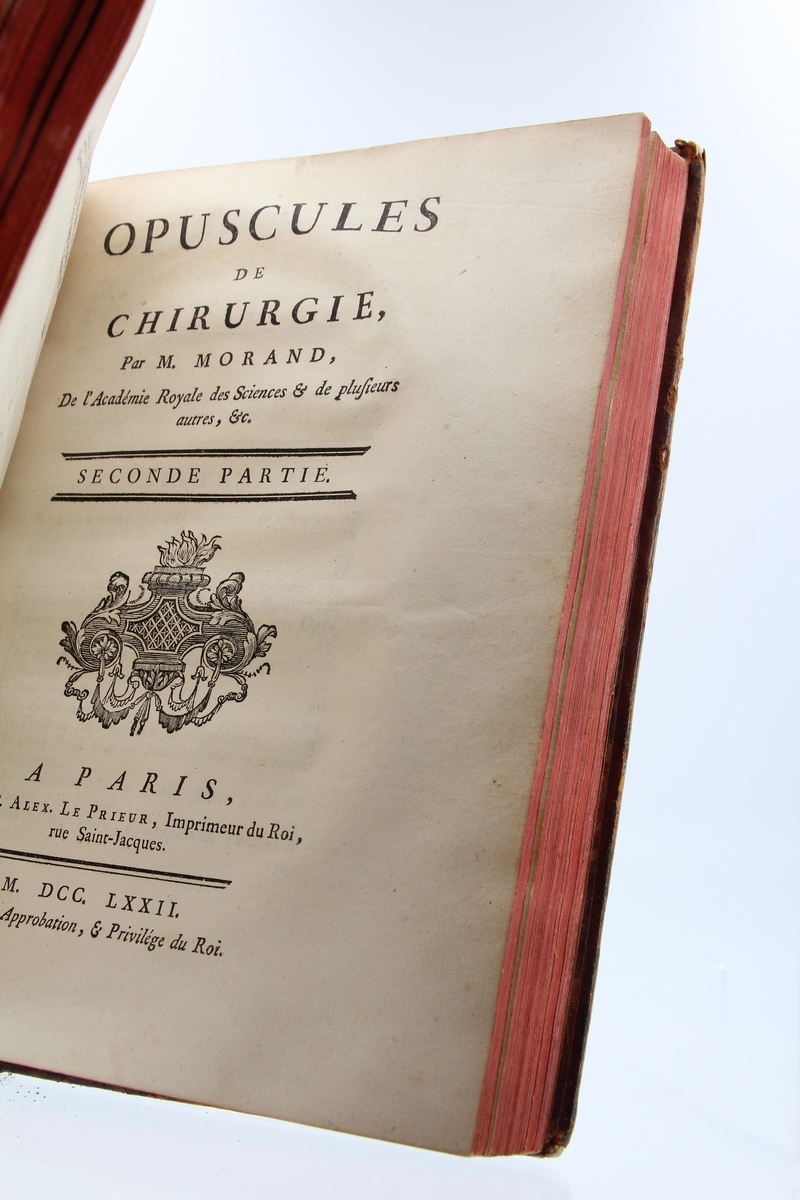 OPUSCULES
DE
CHIRURGIE,
Par M. MORAND,
De l'Académie Royale des Sciences & de pluſieurs
autres, &c.
SECONDE PARTIE.
A PARIS,
ALEX. LE PRIEUR, Imprimeur du Roi,
rue Saint-Jacques.
M. DCC. LXXII.
Approbation, & Privilége du Roi.